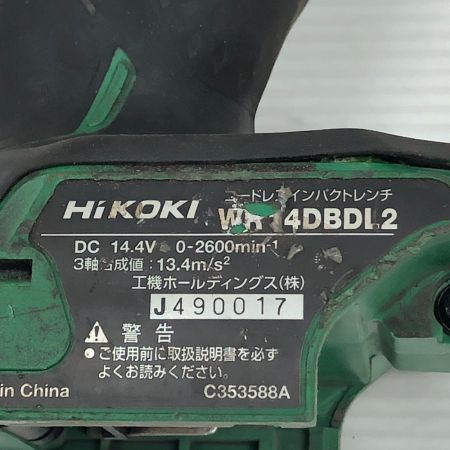 コードレスインパクトレンチ
HiKOKI WR14DBDL2
DC 14.4V 0-2600min⁻¹
3軸合成値:13.4m/s²
工機ホールディングス(株)
J490017
⚠ 警告
●ご使用前に取扱説明書を必ず
よくお読みください。
in China C353588A